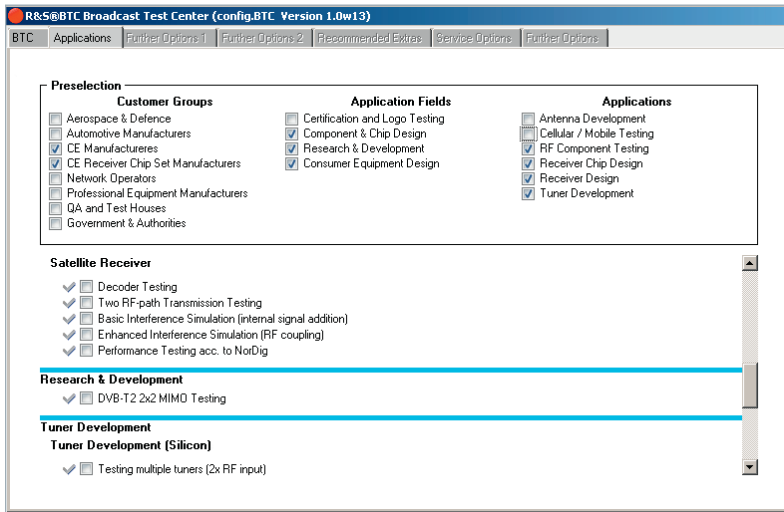 R&S®BTC Broadcast Test Center (config.BTC Version 1.0w13)
BTC Applications Further Options 1 Further Options 2 Recommended Extras Service Options Further Options
Preselection
Customer Groups
Aerospace & Defence
Automotive Manufacturers
CE Manufactureres
CE Receiver Chip Set Manufacturers
Network Operators
Professional Equipment Manufacturers
QA and Test Houses
Government & Authorities
Application Fields
Certification and Logo Testing
Component & Chip Design
Research & Development
Consumer Equipment Design
Applications
Antenna Development
Cellular / Mobile Testing
RF Component Testing
Receiver Chip Design
Receiver Design
Tuner Development
Satellite Receiver
Decoder Testing
Two RF-path Transmission Testing
Basic Interference Simulation (internal signal addition)
Enhanced Interference Simulation (RF coupling)
Performance Testing acc. to NorDig
Research & Development
DVB-T2 2x2 MIMO Testing
Tuner Development
Tuner Development (Silicon)
Testing multiple tuners (2x RF input)